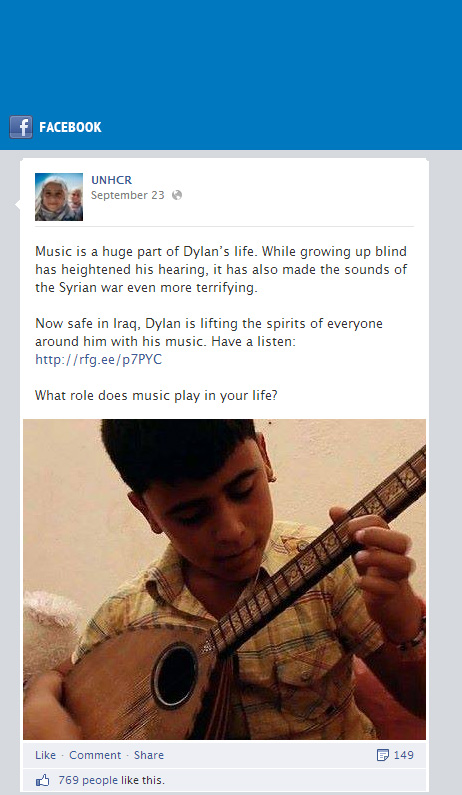 FACEBOOK
UNHCR
September 23
Music is a huge part of Dylan’s life. While growing up blind
has heightened his hearing, it has also made the sounds of
the Syrian war even more terrifying.
Now safe in Iraq, Dylan is lifting the spirits of everyone
around him with his music. Have a listen:
http://rfg.ee/p7PYC
What role does music play in your life?
Like · Comment · Share 149
769 people like this.